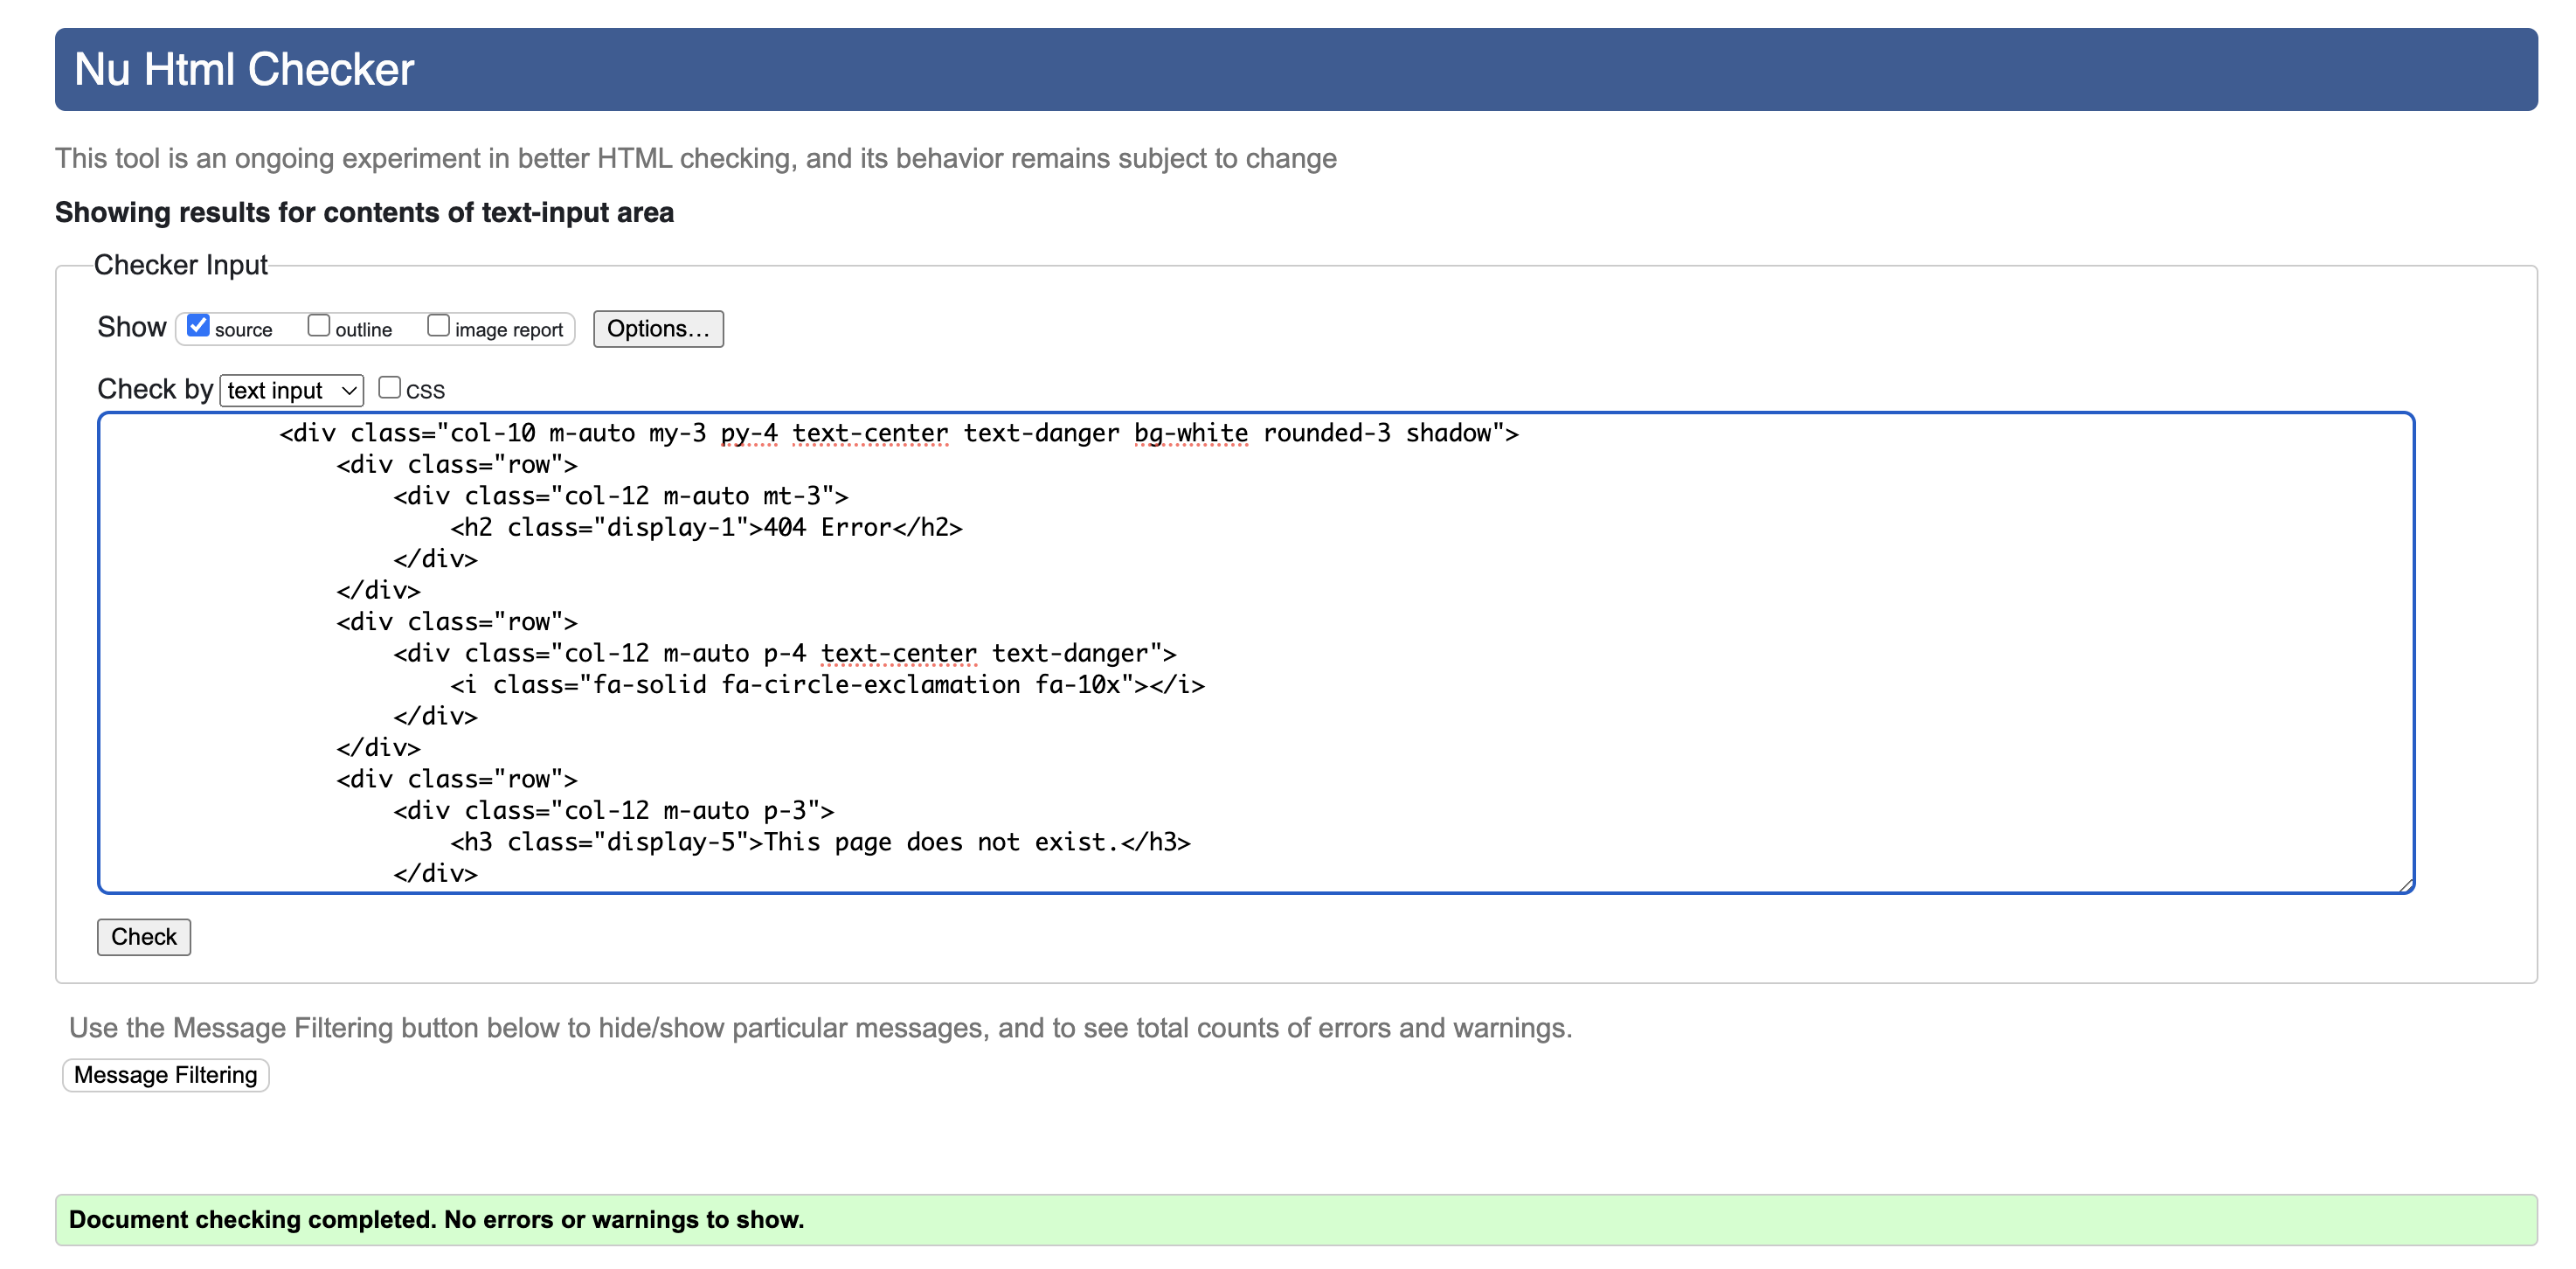 Nu Html Checker
This tool is an ongoing experiment in better HTML checking, and its behavior remains subject to change
Showing results for contents of text-input area
Checker Input
Show source outline image report Options...
Check by text input CSS
<div class="col-10 m-auto my-3 py-4 text-center text-danger bg-white rounded-3 shadow">
<div class="row">
<div class="col-12 m-auto mt-3">
<h2 class="display-1">404 Error</h2>
</div>
</div>
<div class="row">
<div class="col-12 m-auto p-4 text-center text-danger">
<i class="fa-solid fa-circle-exclamation fa-10x"></i>
</div>
</div>
<div class="row">
<div class="col-12 m-auto p-3">
<h3 class="display-5">This page does not exist.</h3>
</div>
Check
Use the Message Filtering button below to hide/show particular messages, and to see total counts of errors and warnings.
Message Filtering
Document checking completed. No errors or warnings to show.